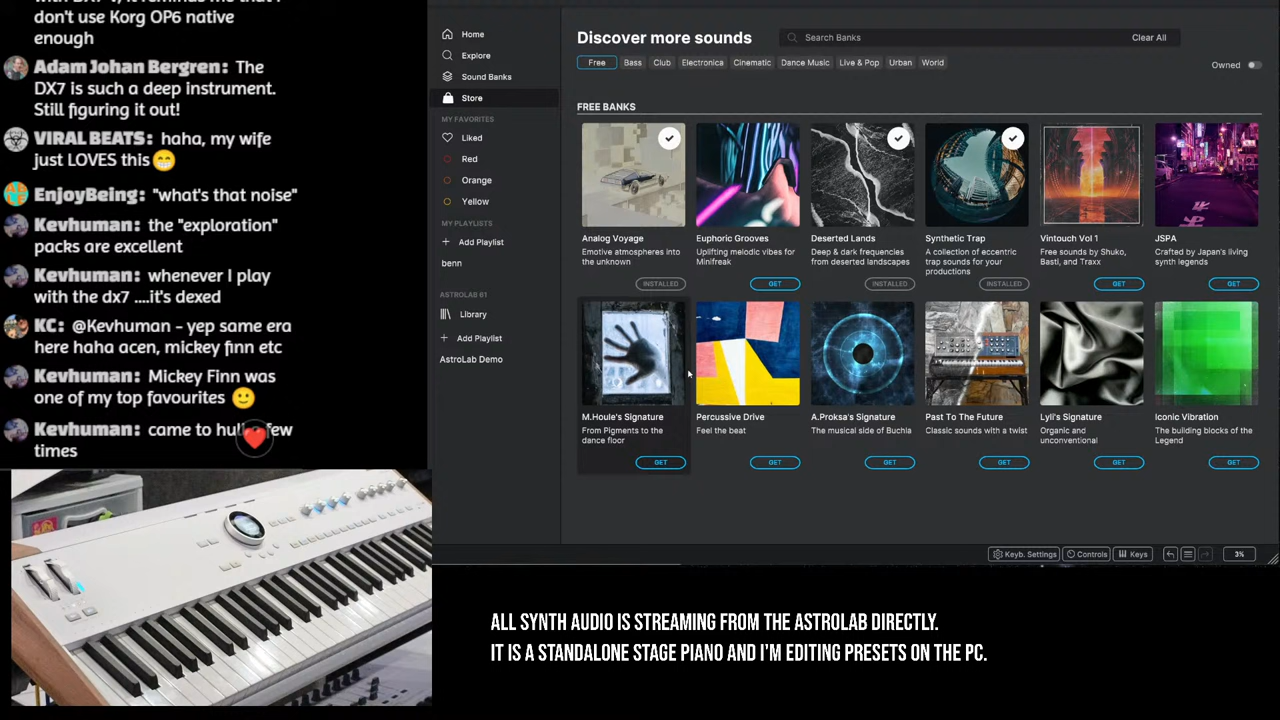 with DX7 V, it reminds me that I
don't use Korg OP6 native
enough
Adam Johan Bergren: The
DX7 is such a deep instrument.
Still figuring it out!
VIRAL BEATS: haha, my wife
just LOVES this😁
EnjoyBeing: "what's that noise"
Kevhuman: the "exploration"
packs are excellent
Kevhuman: whenever I play
with the dx7 ....it's dexed
KC: @Kevhuman - yep same era
here haha acen, mickey finn etc
Kevhuman: Mickey Finn was
one of my top favourites 🙂
Kevhuman: came to hull a few
times
Home
Explore
Sound Banks
Store
MY FAVORITES
Liked
Red
Orange
Yellow
MY PLAYLISTS
Add Playlist
benn
ASTROLAB 61
Library
Add Playlist
AstroLab Demo
Discover more sounds
Search Banks
Clear All
Free
Bass
Club
Electronica
Cinematic
Dance Music
Live & Pop
Urban
World
Owned
FREE BANKS
Analog Voyage
Emotive atmospheres into
the unknown
INSTALLED
Euphoric Grooves
Uplifting melodic vibes for
Minifreak
GET
Deserted Lands
Deep & dark frequencies
from deserted landscapes
INSTALLED
Synthetic Trap
A collection of eccentric
trap sounds for your
productions
INSTALLED
Vintouch Vol 1
Free sounds by Shuko,
Basti, and Traxx
GET
JSPA
Crafted by Japan's living
synth legends
GET
M.Houle's Signature
From Pigments to the
dance floor
GET
Percussive Drive
Feel the beat
GET
A.Proksa's Signature
The musical side of Buchla
GET
Past To The Future
Classic sounds with a twist
GET
Lyli's Signature
Organic and
unconventional
GET
Iconic Vibration
The building blocks of the
Legend
GET
Keyb. Settings
Controls
Keys
3%
ALL SYNTH AUDIO IS STREAMING FROM THE ASTROLAB DIRECTLY.
IT IS A STANDALONE STAGE PIANO AND I'M EDITING PRESETS ON THE PC.